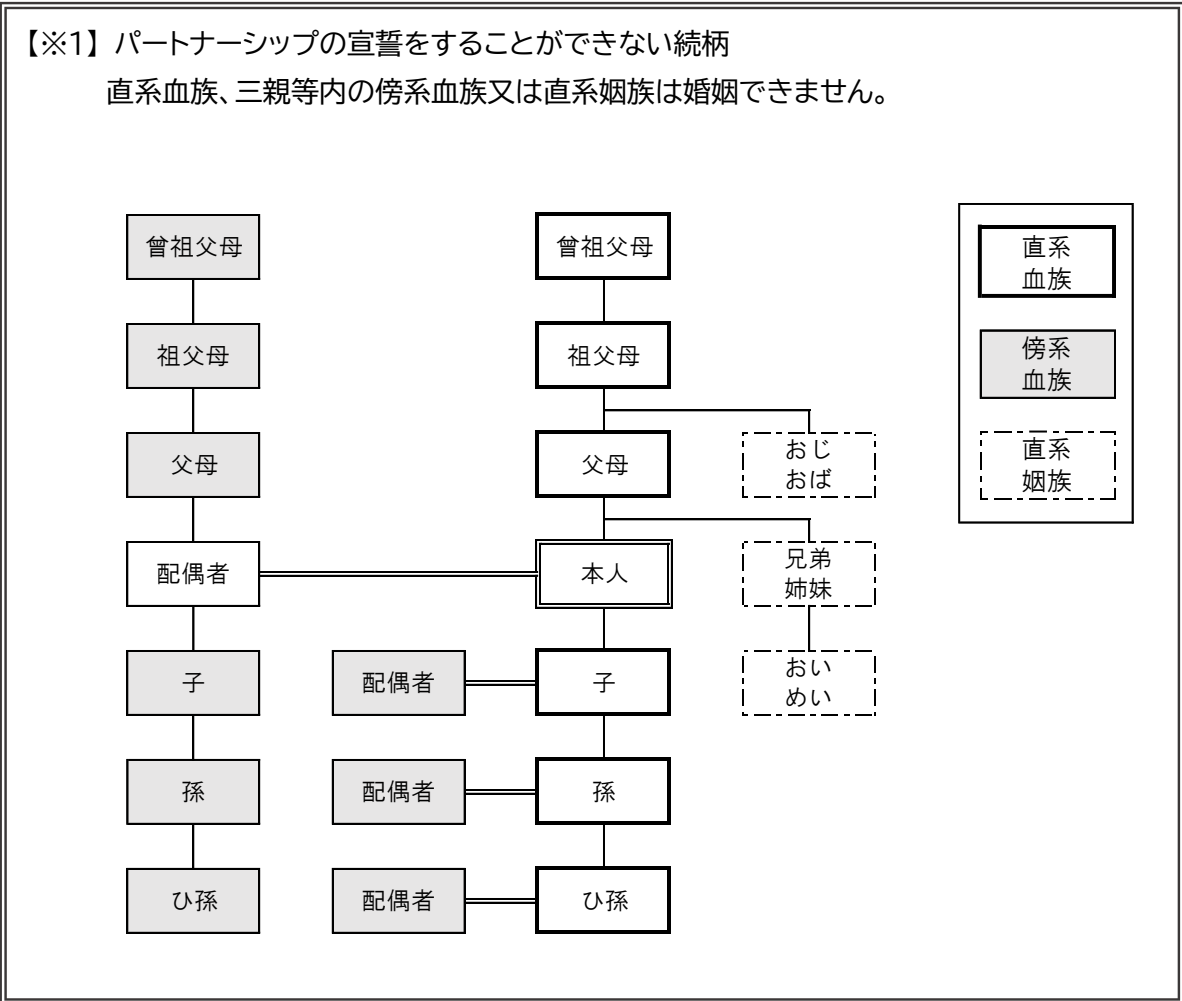 【※1】 パートナーシップの宣誓をすることができない続柄
直系血族、三親等内の傍系血族又は直系姻族は婚姻できません。
曾祖父母
曾祖父母
直系
血族
祖父母
祖父母
傍系
血族
父母
父母
おじ
おば
直系
姻族
配偶者
本人
兄弟
姉妹
子
配偶者
子
おい
めい
孫
配偶者
孫
ひ孫
配偶者
ひ孫